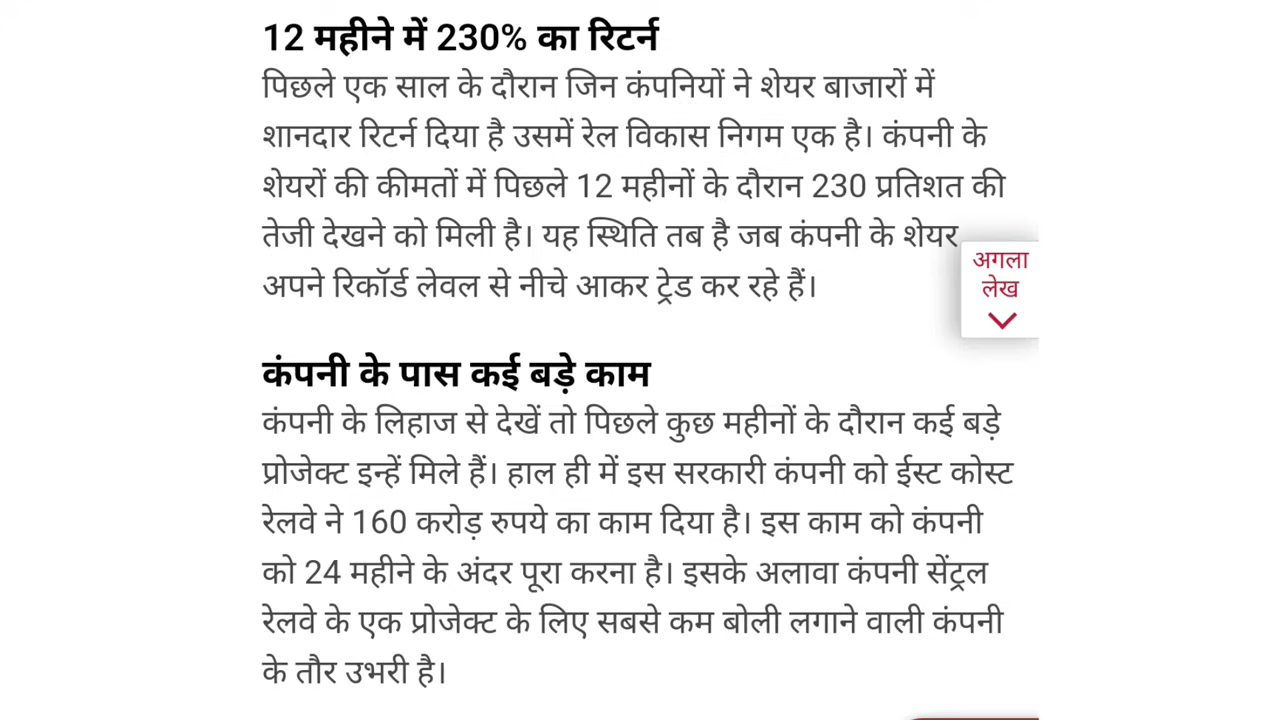 12 महीने में 230% का रिटर्न
पिछले एक साल के दौरान जिन कंपनियों ने शेयर बाजारों में
शानदार रिटर्न दिया है उसमें रेल विकास निगम एक है। कंपनी के
शेयरों की कीमतों में पिछले 12 महीनों के दौरान 230 प्रतिशत की
तेजी देखने को मिली है। यह स्थिति तब है जब कंपनी के शेयर
अपने रिकॉर्ड लेवल से नीचे आकर ट्रेड कर रहे हैं।
अगला
लेख
कंपनी के पास कई बड़े काम
कंपनी के लिहाज से देखें तो पिछले कुछ महीनों के दौरान कई बड़े
प्रोजेक्ट इन्हें मिले हैं। हाल ही में इस सरकारी कंपनी को ईस्ट कोस्ट
रेलवे ने 160 करोड़ रुपये का काम दिया है। इस काम को कंपनी
को 24 महीने के अंदर पूरा करना है। इसके अलावा कंपनी सेंट्रल
रेलवे के एक प्रोजेक्ट के लिए सबसे कम बोली लगाने वाली कंपनी
के तौर उभरी है।